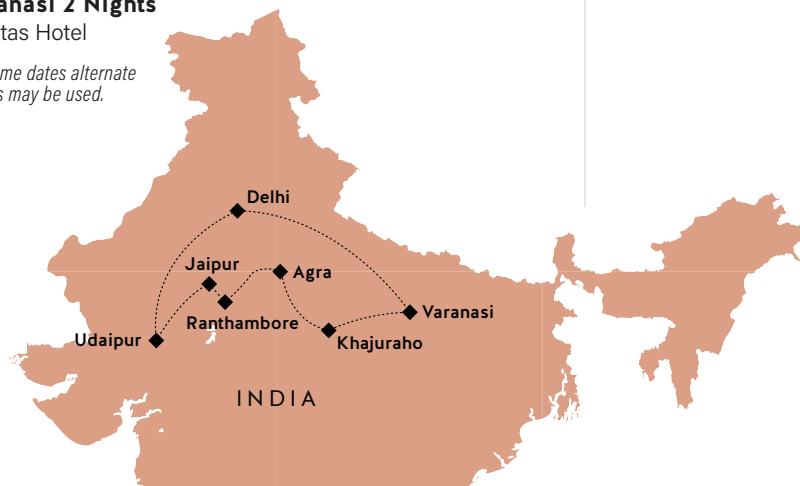 anasi 2 Nights
tas Hotel
me dates alternate
s may be used.
Delhi
Jaipur
Agra
Ranthambore
Varanasi
Udaipur
Khajuraho
INDIA